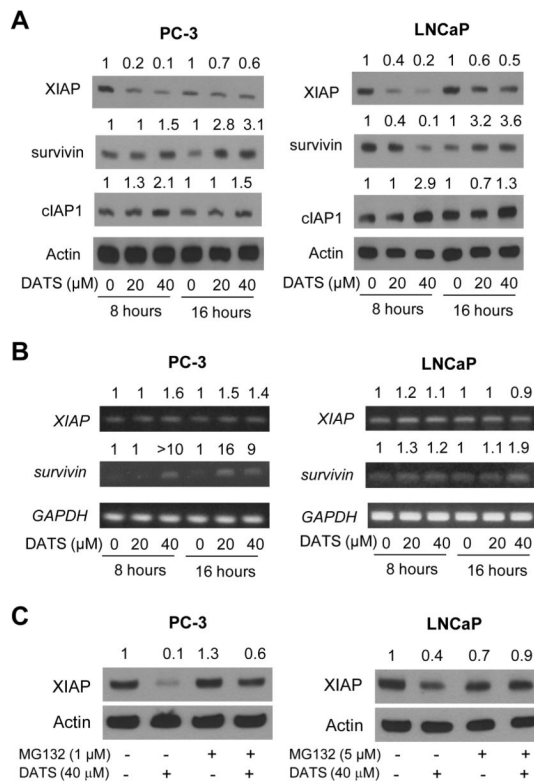 A
PC-3 LNCaP
1 0.2 0.1 1 0.7 0.6 1 0.4 0.2 1 0.6 0.5
XIAP XIAP
1 1 1.5 1 2.8 3.1 1 0.4 0.1 1 3.2 3.6
survivin survivin
1 1.3 2.1 1 1 1.5 1 1 2.9 1 0.7 1.3
cIAP1 cIAP1
Actin Actin
DATS (µM) 0 20 40 0 20 40 DATS (µM) 0 20 40 0 20 40
8 hours 16 hours 8 hours 16 hours
B
PC-3 LNCaP
1 1 1.6 1 1.5 1.4 1 1.2 1.1 1 1 0.9
XIAP XIAP
1 1 >10 1 16 9 1 1.3 1.2 1 1.1 1.9
survivin survivin
GAPDH GAPDH
DATS (µM) 0 20 40 0 20 40 DATS (µM) 0 20 40 0 20 40
8 hours 16 hours 8 hours 16 hours
C
PC-3 LNCaP
1 0.1 1.3 0.6 1 0.4 0.7 0.9
XIAP XIAP
Actin Actin
MG132 (1 µM) - - + + MG132 (5 µM) - - + +
DATS (40 µM) - + - + DATS (40 µM) - + - +